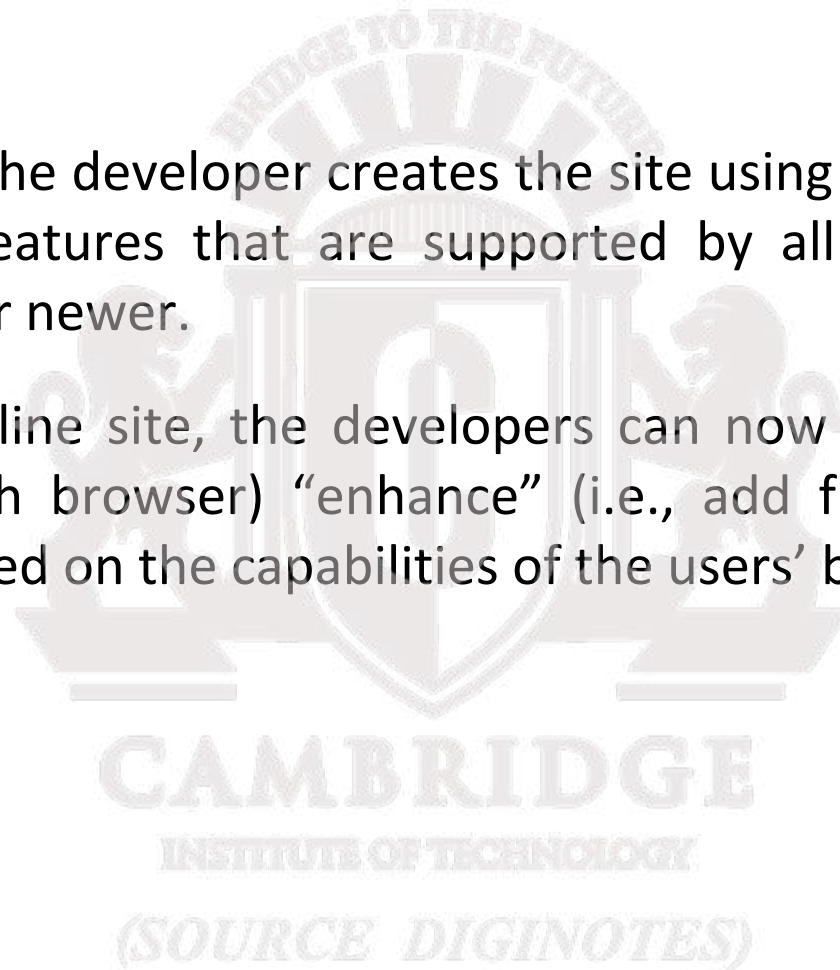 BRIDGE TO THE FUTURE
he developer creates the site using
eatures that are supported by all
r newer.
line site, the developers can now
h browser) “enhance” (i.e., add f
ed on the capabilities of the users’ b
CAMBRIDGE
INSTITUTE OF TECHNOLOGY
(SOURCE DIGINOTES)